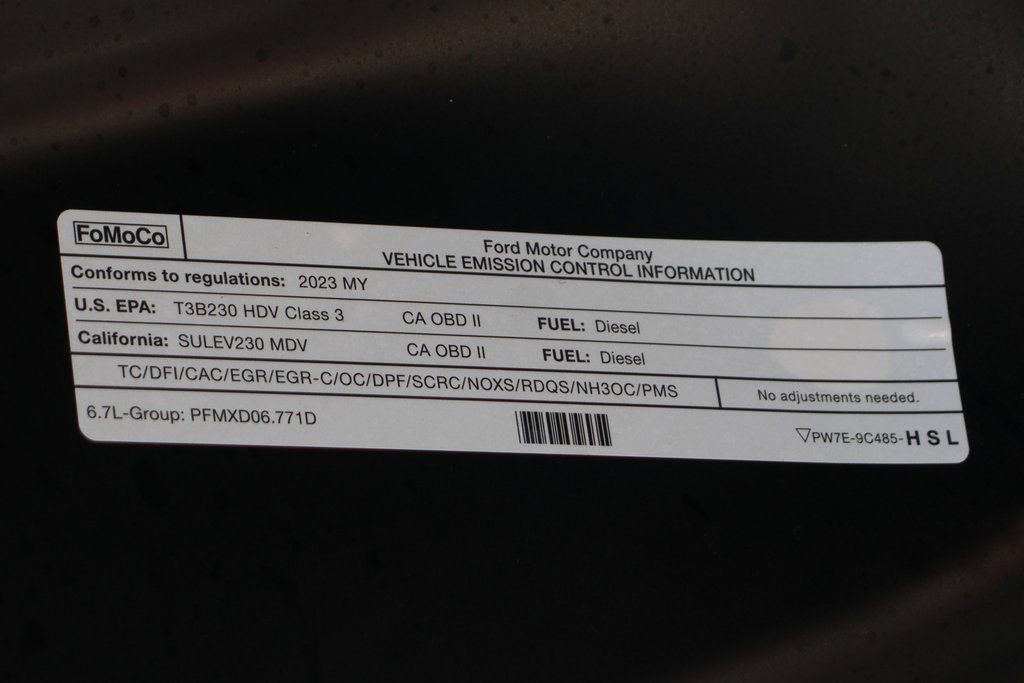 FoMoCo
Ford Motor Company
VEHICLE EMISSION CONTROL INFORMATION
Conforms to regulations: 2023 MY
U.S. EPA: T3B230 HDV Class 3 CA OBD II FUEL: Diesel
California: SULEV230 MDV CA OBD II FUEL: Diesel
TC/DFI/CAC/EGR/EGR-C/OC/DPF/SCRC/NOXS/RDQS/NH3OC/PMS No adjustments needed.
6.7L-Group: PFMXD06.771D ▽PW7E-9C485-HSL